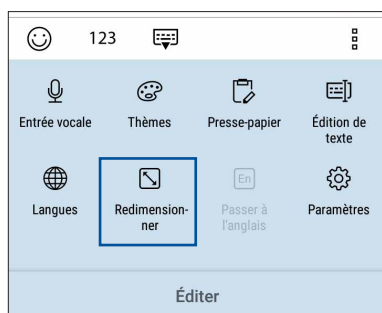 123
Entrée vocale
Thèmes
Presse-papier
Édition de
texte
En
Langues
Redimension-
ner
Passer à
l'anglais
Paramètres
Éditer